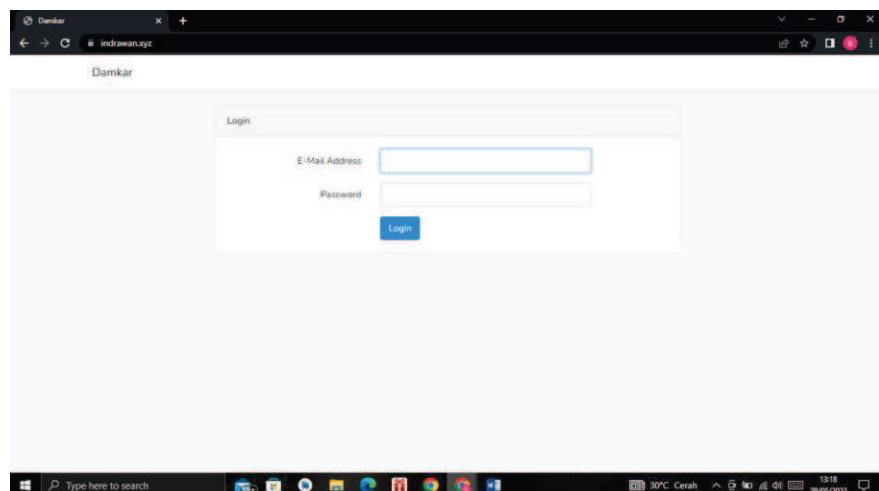 Damkar
indrawan.xyz
Damkar
Login
E-Mail Address
Password
Login
Type here to search
30°C Cerah
13:18